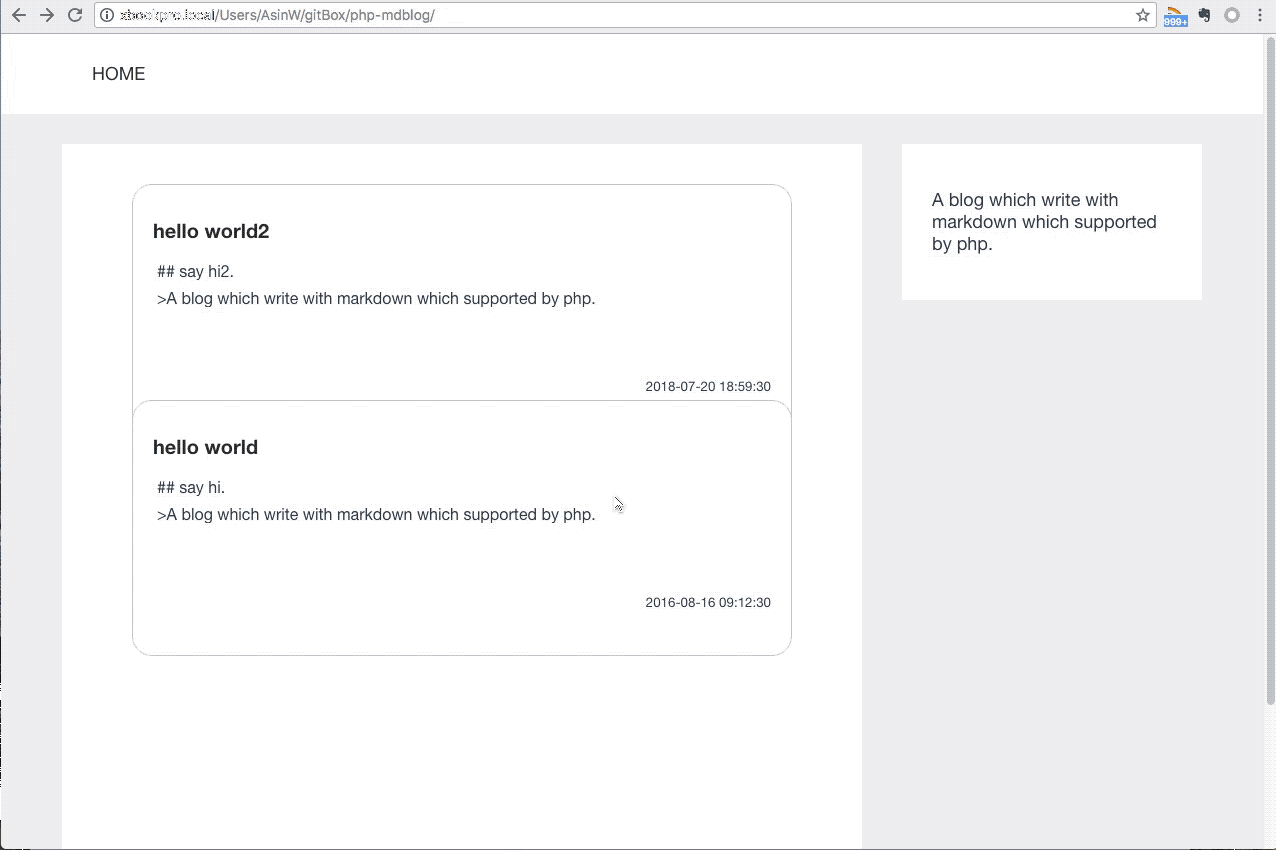 /Users/AsinW/gitBox/php-mdblog/
999+
HOME
hello world2
## say hi2.
>A blog which write with markdown which supported by php.
2018-07-20 18:59:30
hello world
## say hi.
>A blog which write with markdown which supported by php.
2016-08-16 09:12:30
A blog which write with
markdown which supported
by php.